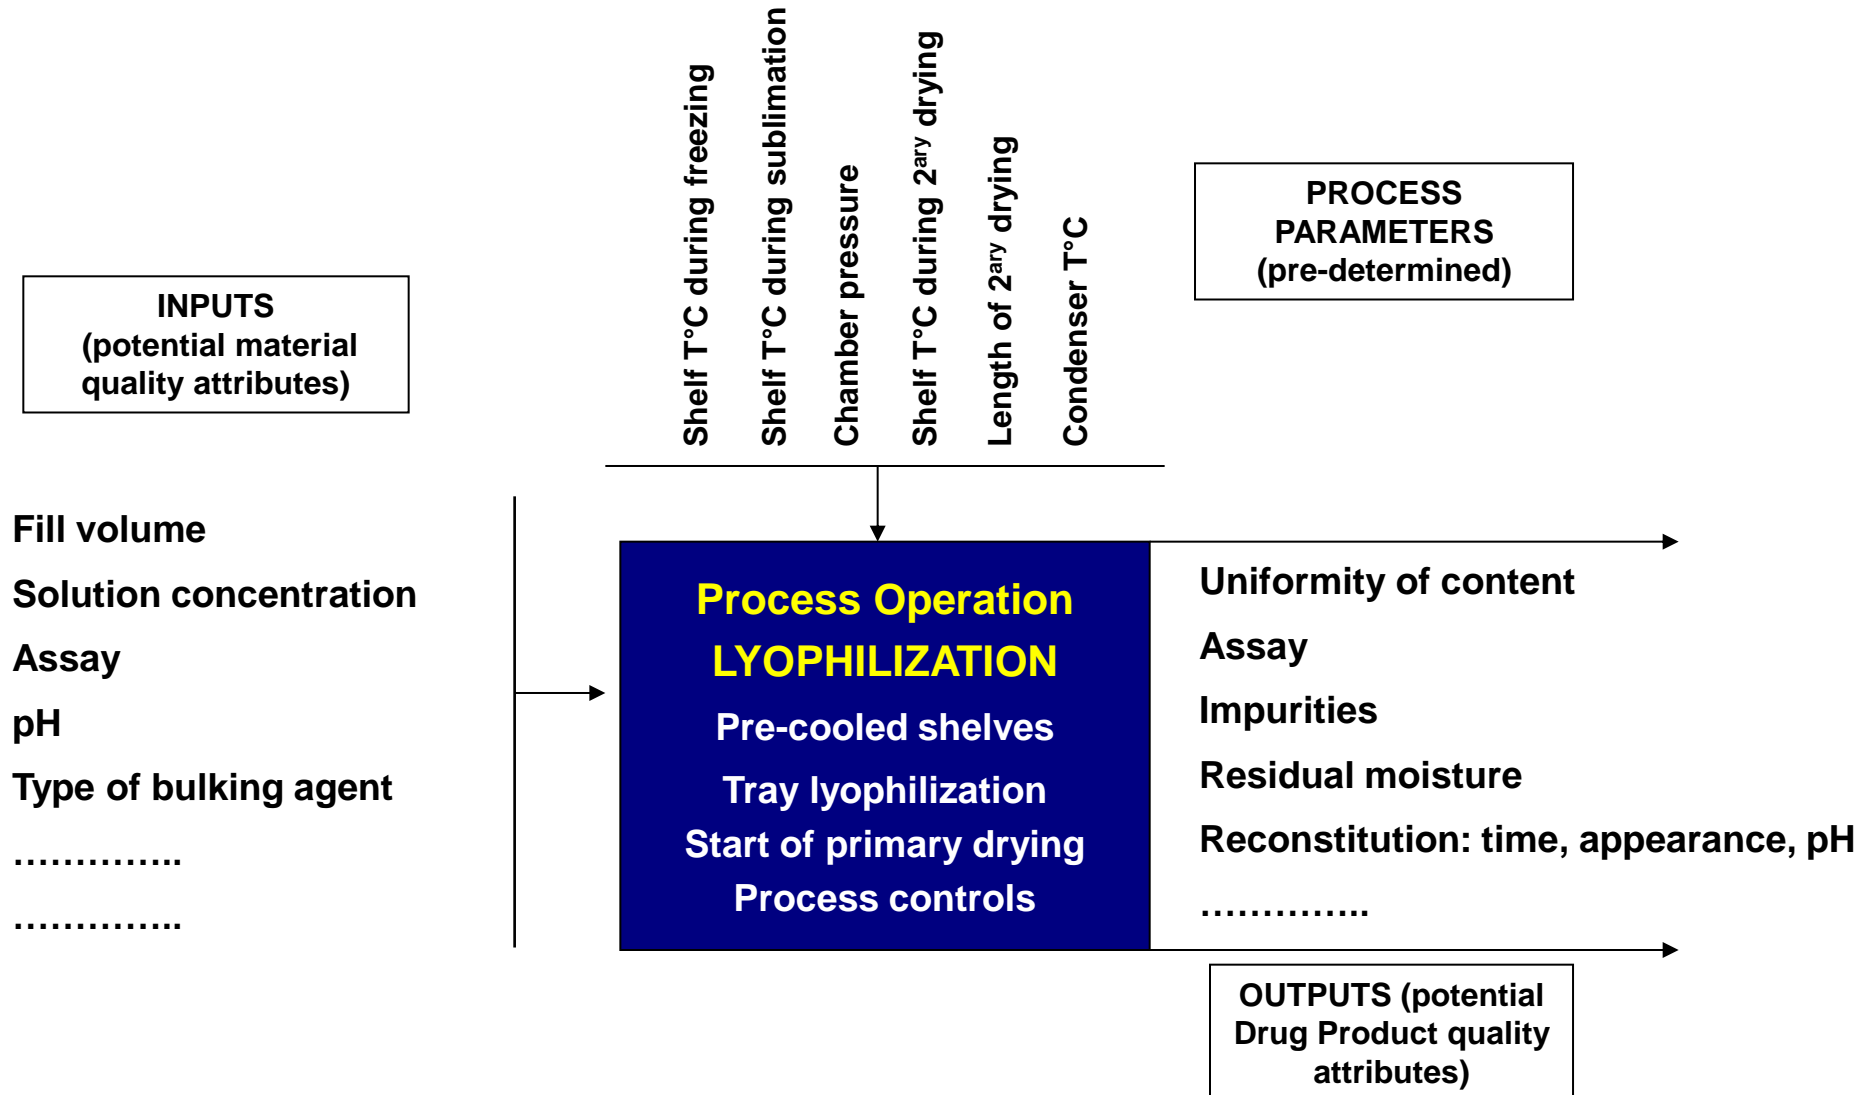 Shelf T°C during freezing
Shelf T°C during sublimation
Chamber pressure
Shelf T°C during 2ary drying
Length of 2ary drying
Condenser T°C
PROCESS
PARAMETERS
(pre-determined)
INPUTS
(potential material
quality attributes)
Fill volume
Solution concentration
Assay
pH
Type of bulking agent
…………..
…………..
Process Operation
LYOPHILIZATION
Pre-cooled shelves
Tray lyophilization
Start of primary drying
Process controls
Uniformity of content
Assay
Impurities
Residual moisture
Reconstitution: time, appearance, pH
…………..
OUTPUTS (potential
Drug Product quality
attributes)